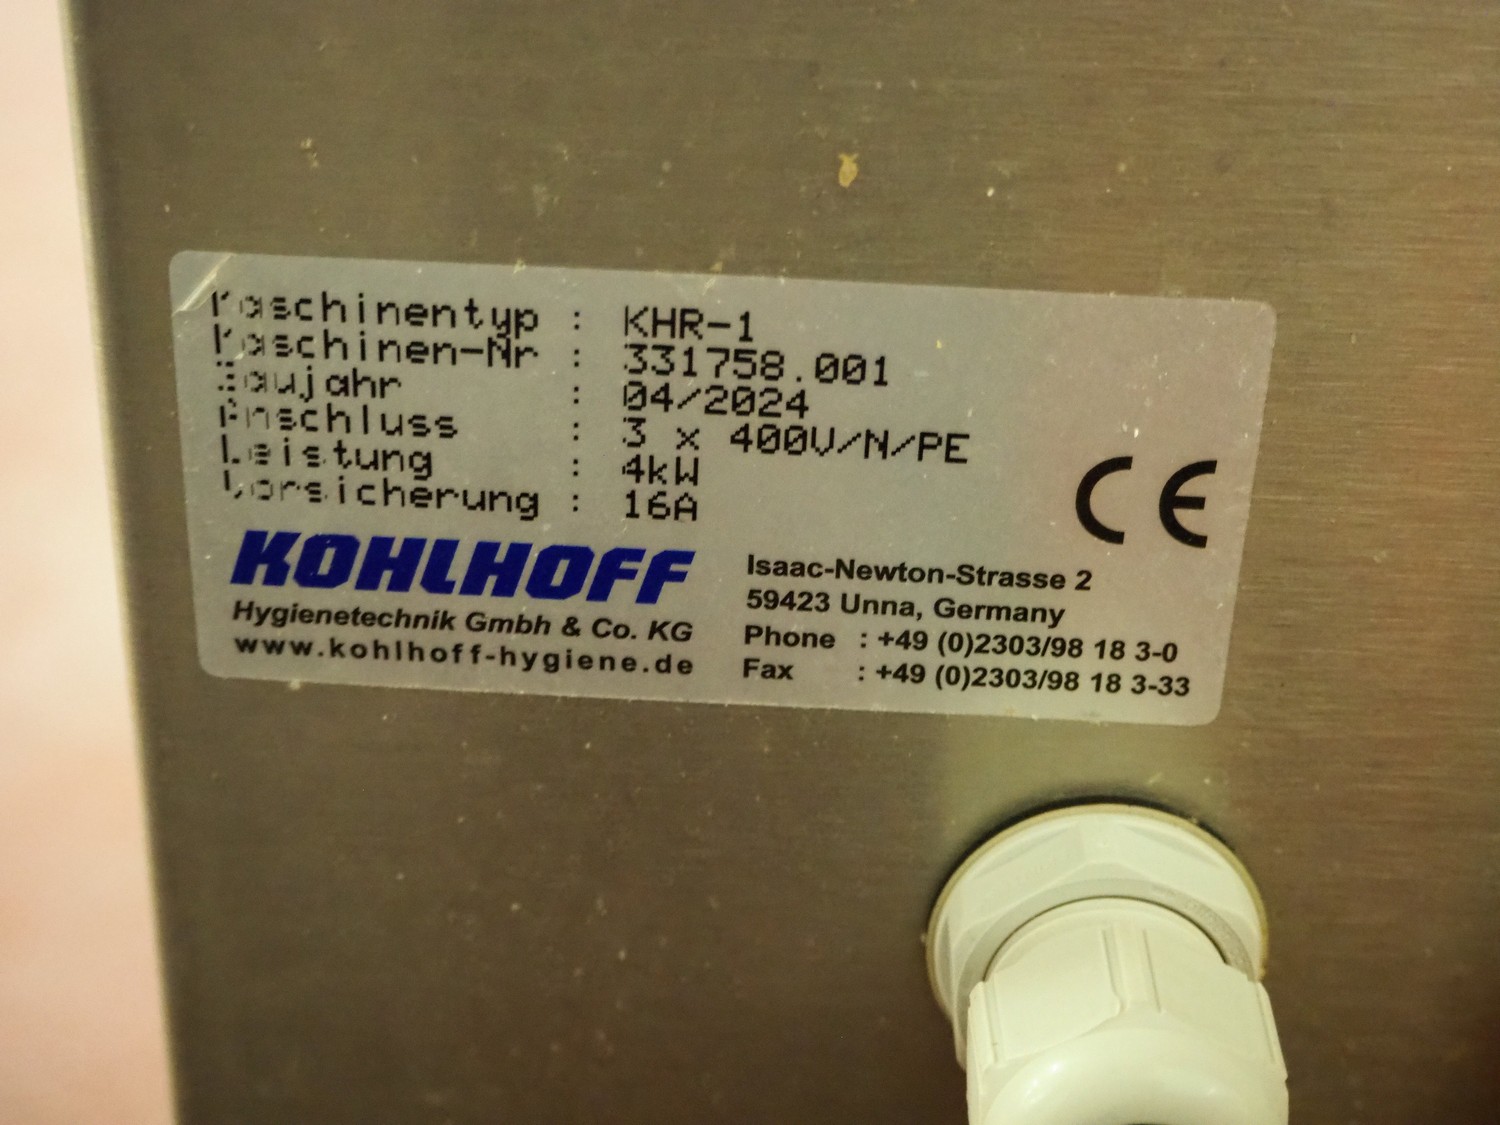 Maschinentyp : KHR-1
Maschinen-Nr : 331758.001
Baujahr : 04/2024
Anschluss : 3 x 400V/N/PE
Leistung : 4kW
Vorsicherung : 16A
CE
KOHLHOFF
Hygienetechnik Gmbh & Co. KG
www.kohlhoff-hygiene.de
Isaac-Newton-Strasse 2
59423 Unna, Germany
Phone : +49 (0)2303/98 18 3-0
Fax : +49 (0)2303/98 18 3-33